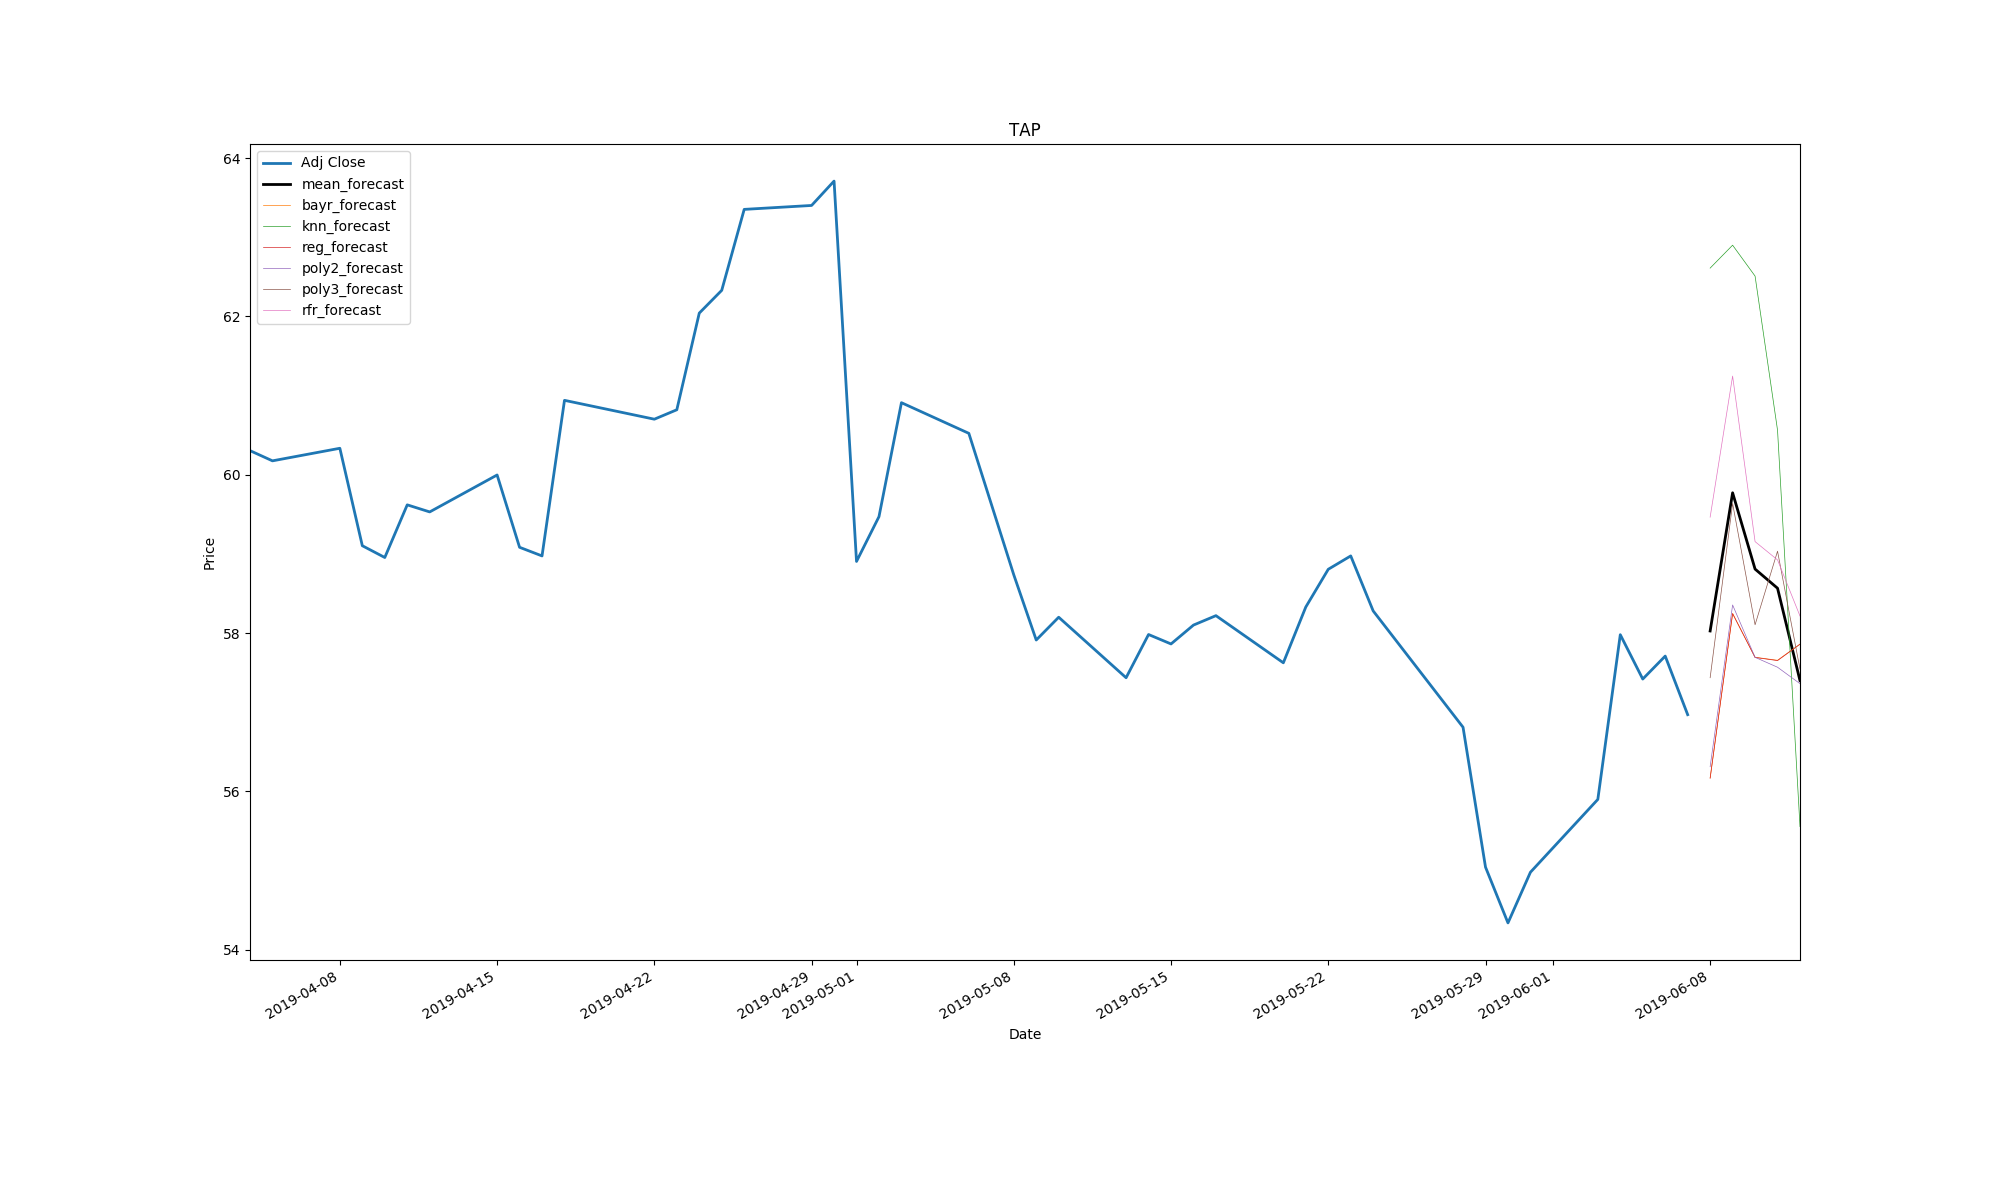 TAP
64
62
60
58
56
54
Price
Adj Close
mean_forecast
bayr_forecast
knn_forecast
reg_forecast
poly2_forecast
poly3_forecast
rfr_forecast
2019-04-08
2019-04-15
2019-04-22
2019-04-29
2019-05-01
2019-05-08
2019-05-15
2019-05-22
2019-05-29
2019-06-01
2019-06-08
Date